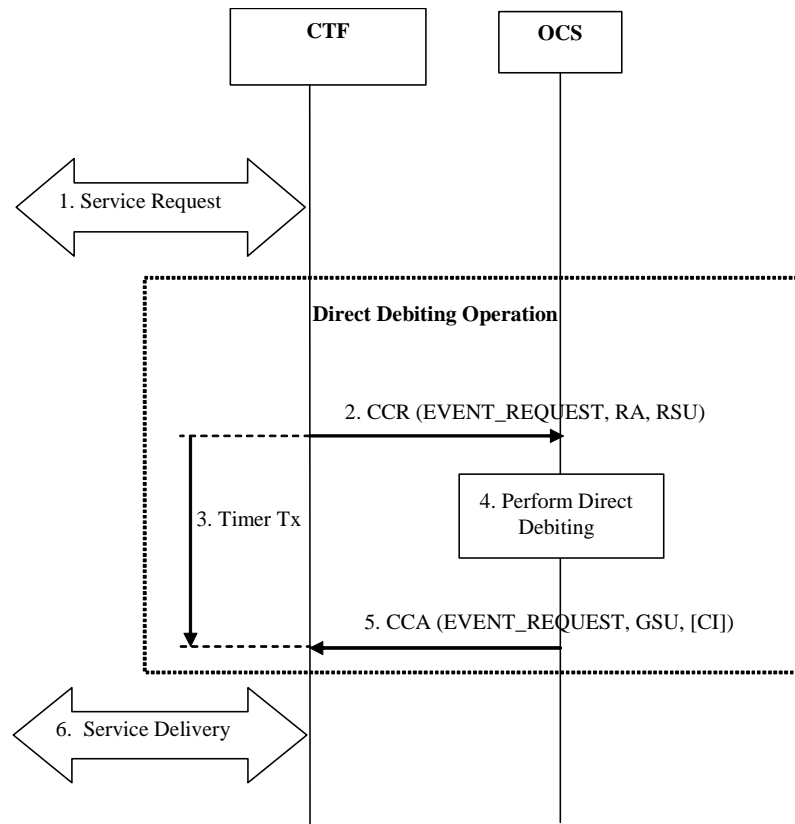 CTF
OCS
1. Service Request
Direct Debiting Operation
2. CCR (EVENT_REQUEST, RA, RSU)
3. Timer Tx
4. Perform Direct
Debiting
5. CCA (EVENT_REQUEST, GSU, [CI])
6. Service Delivery